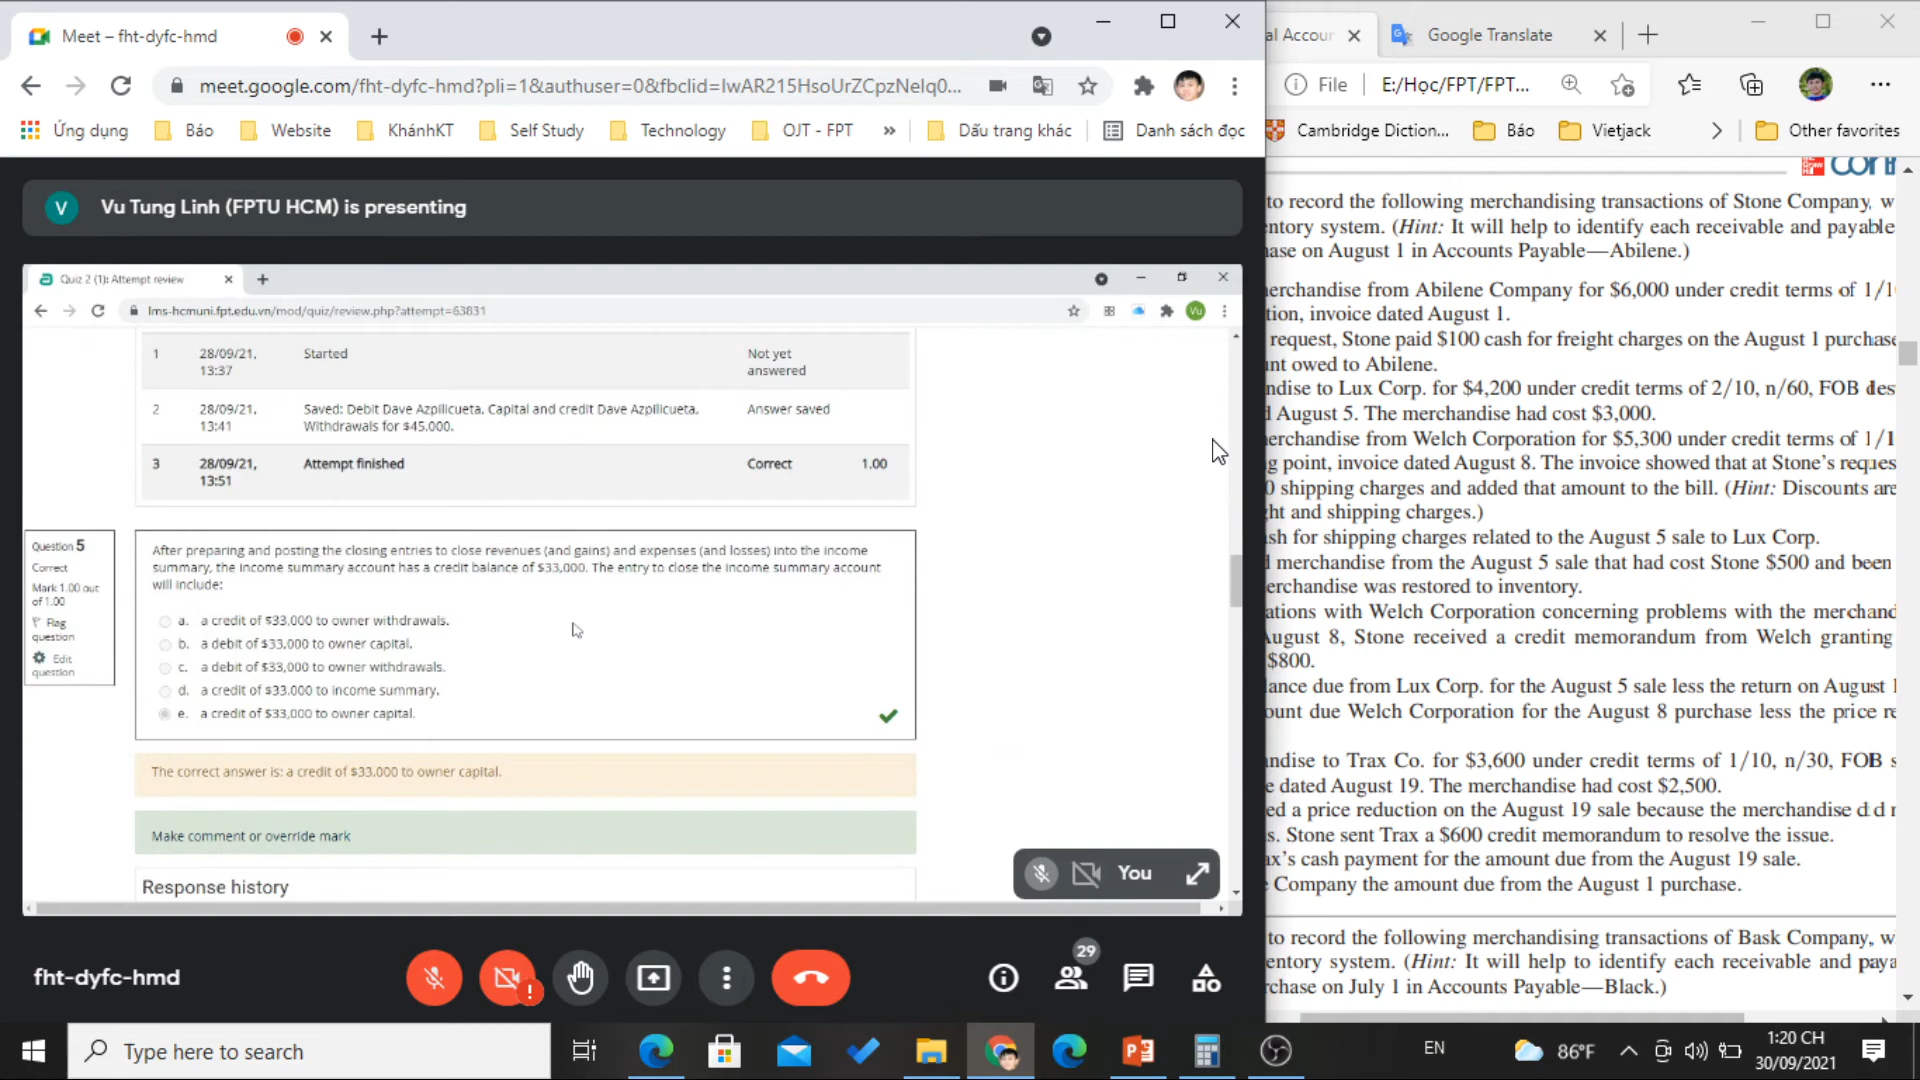 Meet – fht-dyfc-hmd
meet.google.com/fht-dyfc-hmd?pli=1&authuser=0&fbclid=IwAR215HsoUrZCpzNelq0...
Ứng dụng
Báo
Website
KhánhKT
Self Study
Technology
OJT - FPT
»
Dấu trang khác
Danh sách đọc
V
Vu Tung Linh (FPTU HCM) is presenting
Quiz 2 (1): Attempt review
lms-hcmuni.fpt.edu.vn/mod/quiz/review.php?attempt=63831
Vu
1 28/09/21, Started Not yet
13:37 answered
2 28/09/21, Saved: Debit Dave Azpilicueta, Capital and credit Dave Azpilicueta, Answer saved
13:41 Withdrawals for $45,000.
3 28/09/21, Attempt finished Correct 1.00
13:51
Question 5
Correct
Mark 1.00 out
of 1.00
Flag
question
Edit
question
After preparing and posting the closing entries to close revenues (and gains) and expenses (and losses) into the income
summary, the income summary account has a credit balance of $33,000. The entry to close the income summary account
will include:
a. a credit of $33,000 to owner withdrawals.
b. a debit of $33,000 to owner capital.
c. a debit of $33,000 to owner withdrawals.
d. a credit of $33,000 to income summary.
e. a credit of $33,000 to owner capital.
The correct answer is: a credit of $33,000 to owner capital.
Make comment or override mark
Response history
You
fht-dyfc-hmd
29
al Accour
Google Translate
File
E:/Học/FPT/FPT...
Cambridge Diction...
Báo
Vietjack
Other favorites
to record the following merchandising transactions of Stone Company, w
entory system. (Hint: It will help to identify each receivable and payable
ase on August 1 in Accounts Payable—Abilene.)
erchandise from Abilene Company for $6,000 under credit terms of 1/1
tion, invoice dated August 1.
request, Stone paid $100 cash for freight charges on the August 1 purchase
nt owed to Abilene.
ndise to Lux Corp. for $4,200 under credit terms of 2/10, n/60, FOB des
d August 5. The merchandise had cost $3,000.
erchandise from Welch Corporation for $5,300 under credit terms of 1/1
g point, invoice dated August 8. The invoice showed that at Stone's reques
0 shipping charges and added that amount to the bill. (Hint: Discounts are
ht and shipping charges.)
sh for shipping charges related to the August 5 sale to Lux Corp.
d merchandise from the August 5 sale that had cost Stone $500 and been
erchandise was restored to inventory.
ations with Welch Corporation concerning problems with the merchand
August 8, Stone received a credit memorandum from Welch granting
$800.
ance due from Lux Corp. for the August 5 sale less the return on August 1
ount due Welch Corporation for the August 8 purchase less the price re
ndise to Trax Co. for $3,600 under credit terms of 1/10, n/30, FOB s
e dated August 19. The merchandise had cost $2,500.
ed a price reduction on the August 19 sale because the merchandise did n
s. Stone sent Trax a $600 credit memorandum to resolve the issue.
ax's cash payment for the amount due from the August 19 sale.
e Company the amount due from the August 1 purchase.
to record the following merchandising transactions of Bask Company, w
entory system. (Hint: It will help to identify each receivable and paya
rchase on July 1 in Accounts Payable—Black.)
Type here to search
EN
86°F
1:20 CH
30/09/2021